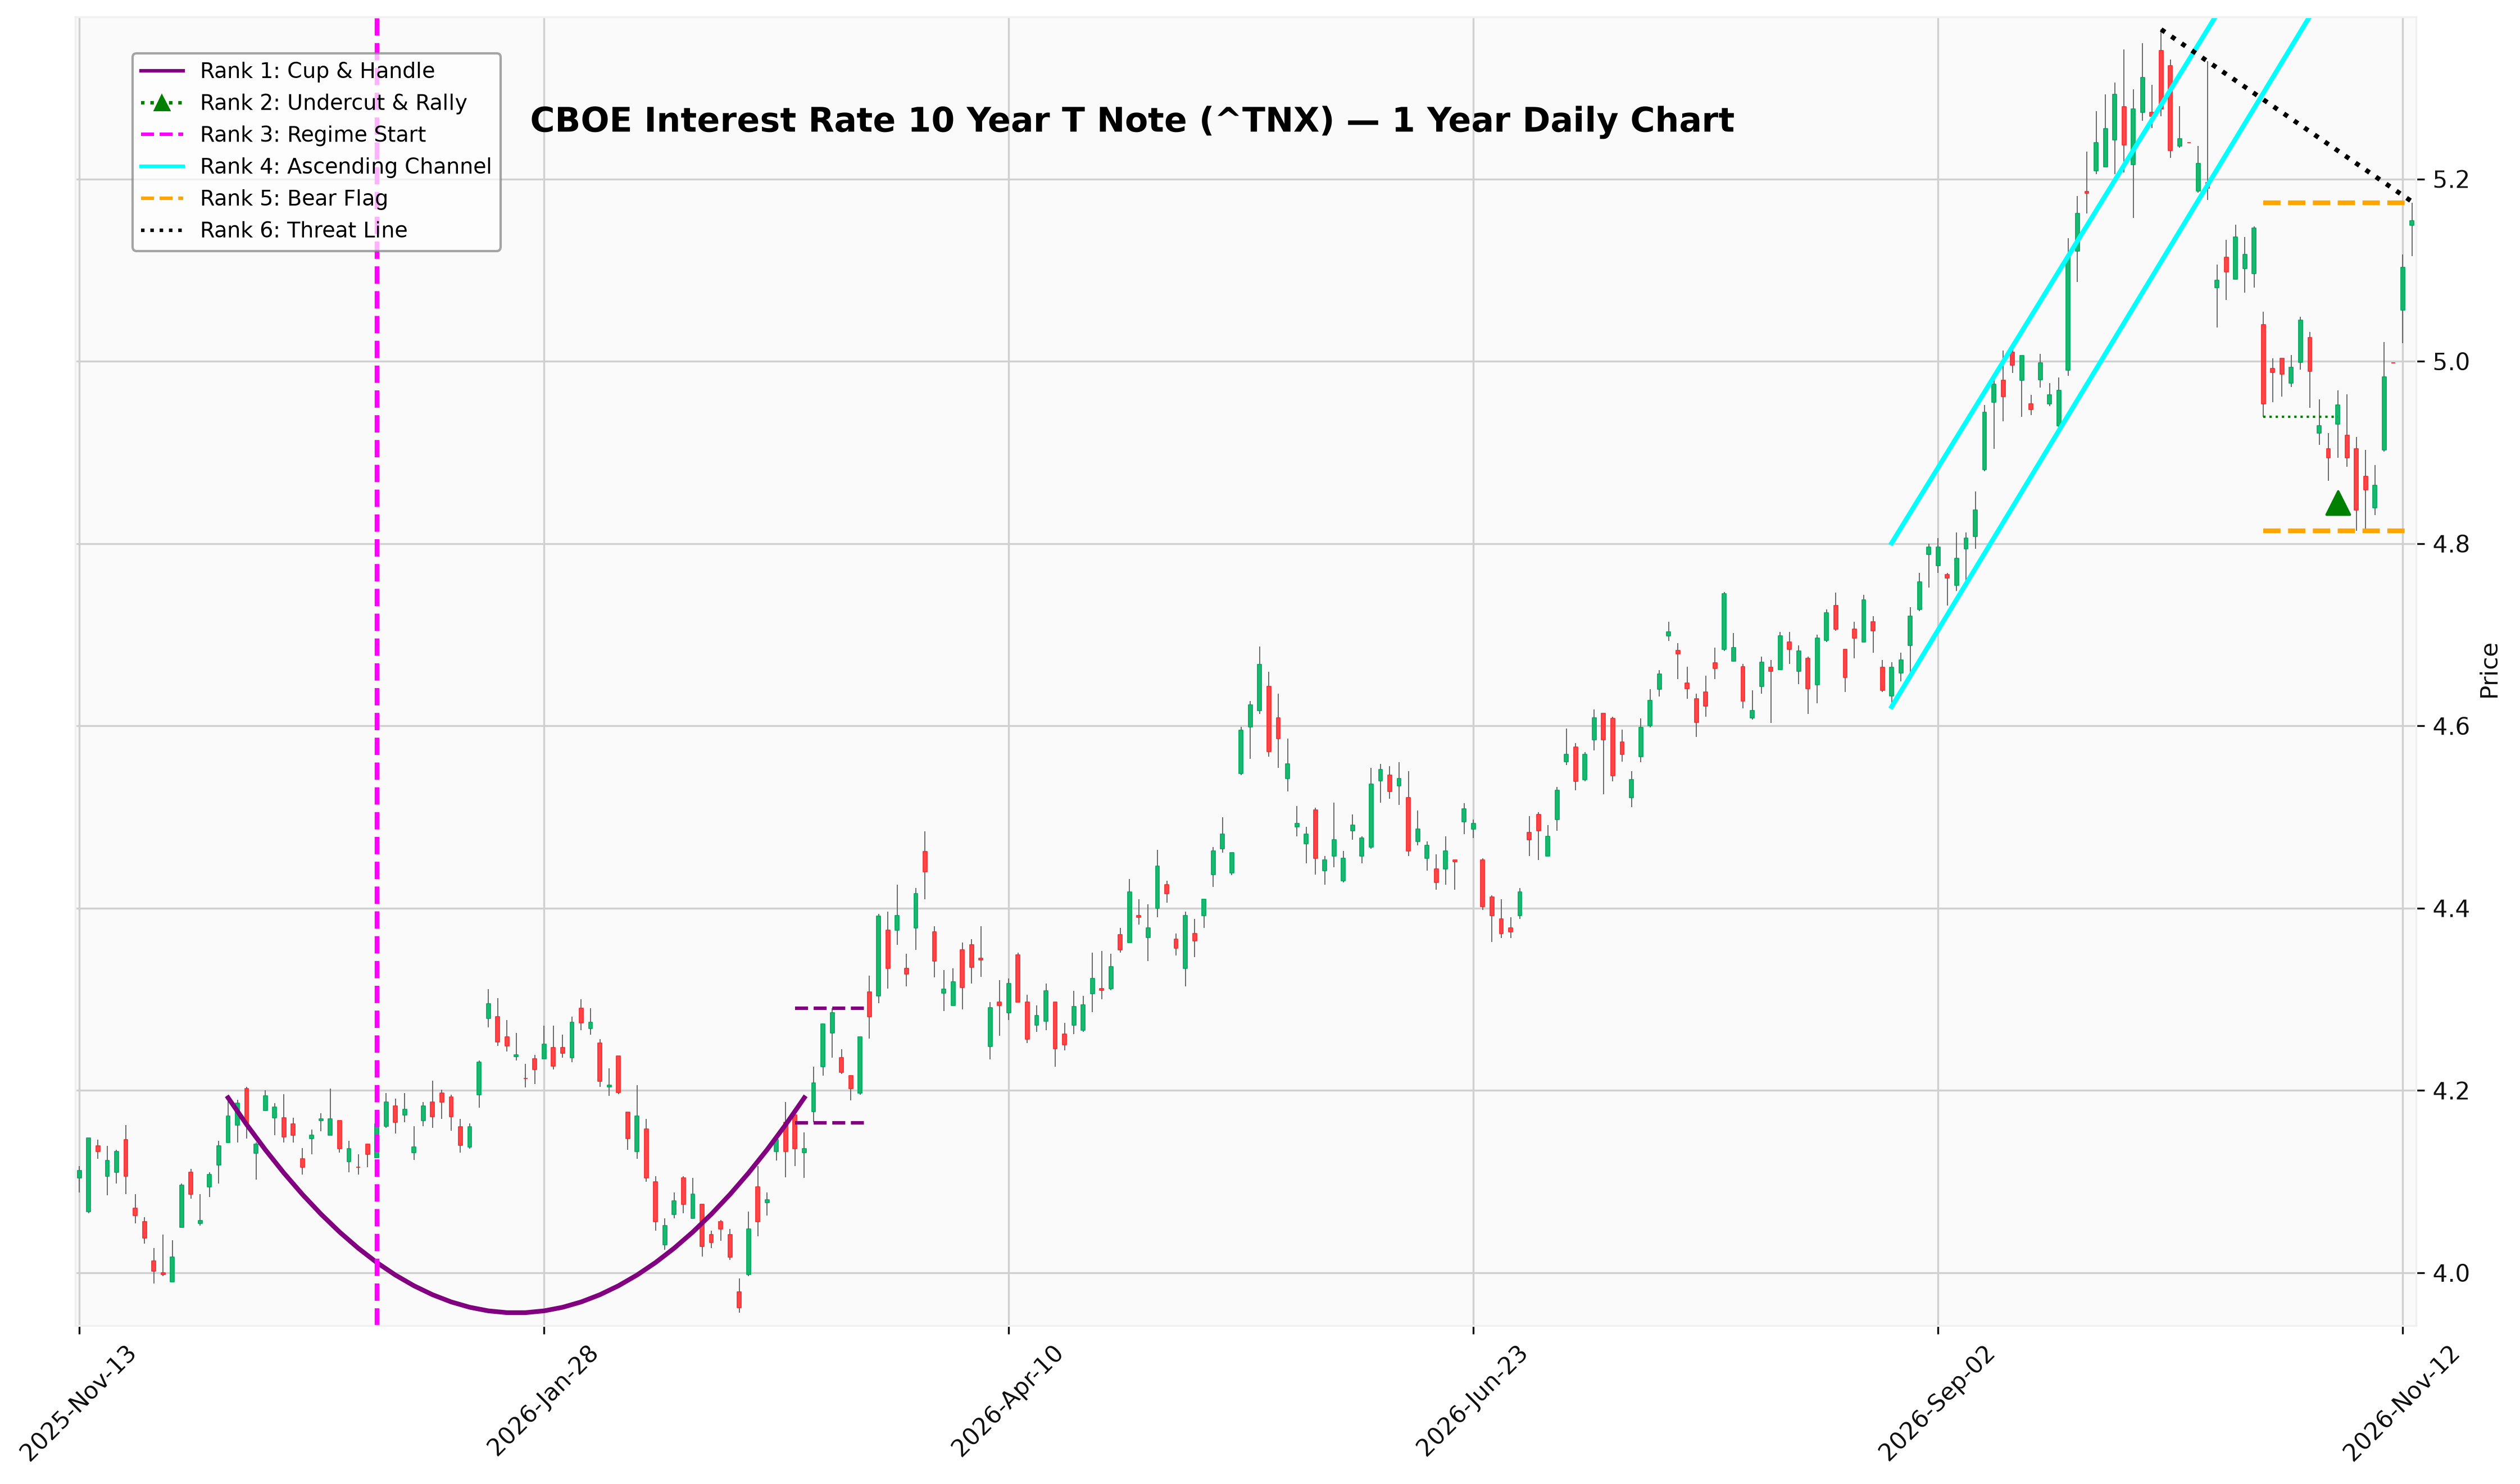 CBOE Interest Rate 10 Year T Note (^TNX) — 1 Year Daily Chart
Rank 1: Cup & Handle
Rank 2: Undercut & Rally
Rank 3: Regime Start
Rank 4: Ascending Channel
Rank 5: Bear Flag
Rank 6: Threat Line
5.2
5.0
4.8
4.6
4.4
4.2
4.0
Price
2025-Nov-13
2026-Jan-28
2026-Apr-10
2026-Jun-23
2026-Sep-02
2026-Nov-12